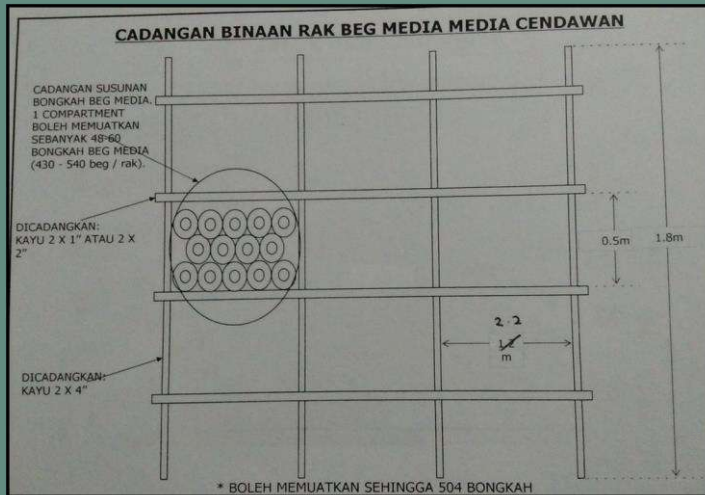 CADANGAN BINAAN RAK BEG MEDIA MEDIA CENDAWAN
CADANGAN SUSUNAN
BONGKAH BEG MEDIA.
1 COMPARTMENT
BOLEH MEMUATKAN
SEBANYAK 48-60
BONGKAH BEG MEDIA
(430 - 540 beg / rak).
DICADANGKAN:
KAYU 2 X 1" ATAU 2 X
2"
0.5m
1.8m
2.2
m
DICADANGKAN:
KAYU 2 X 4"
* BOLEH MEMUATKAN SEHINGGA 504 BONGKAH